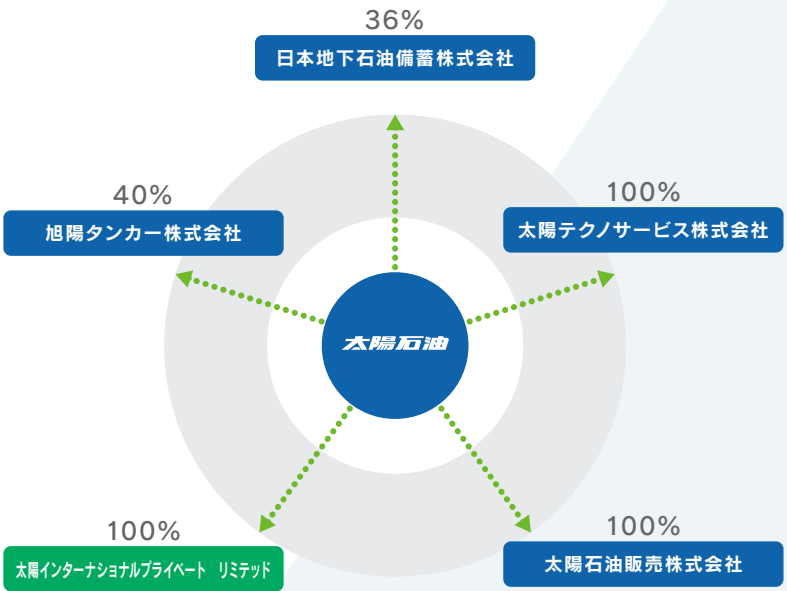 36%
日本地下石油備蓄株式会社
40%
旭陽タンカー株式会社
100%
太陽テクノサービス株式会社
太陽石油
100%
太陽インターナショナルプライベート リミテッド
100%
太陽石油販売株式会社